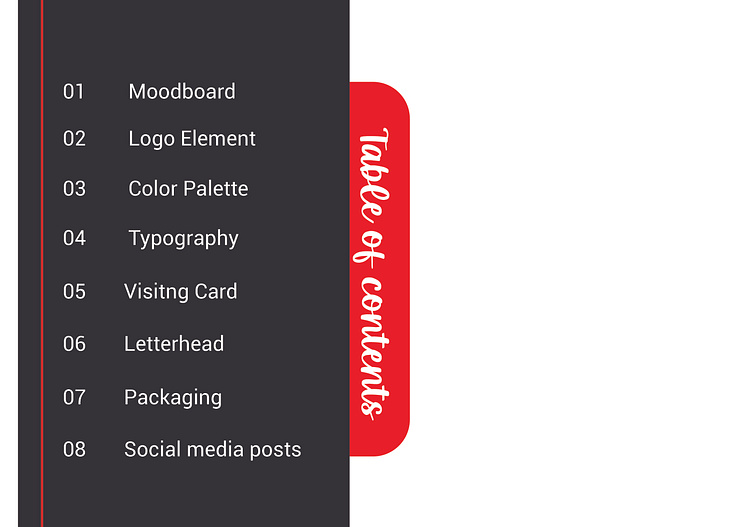 01 Moodboard
02 Logo Element
03 Color Palette
04 Typography
05 Visitng Card
06 Letterhead
07 Packaging
08 Social media posts
Table of contents